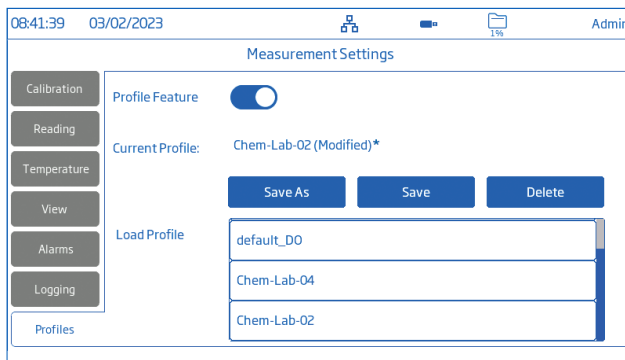 08:41:39 03/02/2023 1% Admin
Measurement Settings
Calibration
Profile Feature
Reading
Current Profile: Chem-Lab-02 (Modified)*
Temperature
Save As Save Delete
View
Load Profile
default_DO
Alarms
Chem-Lab-04
Logging
Chem-Lab-02
Profiles